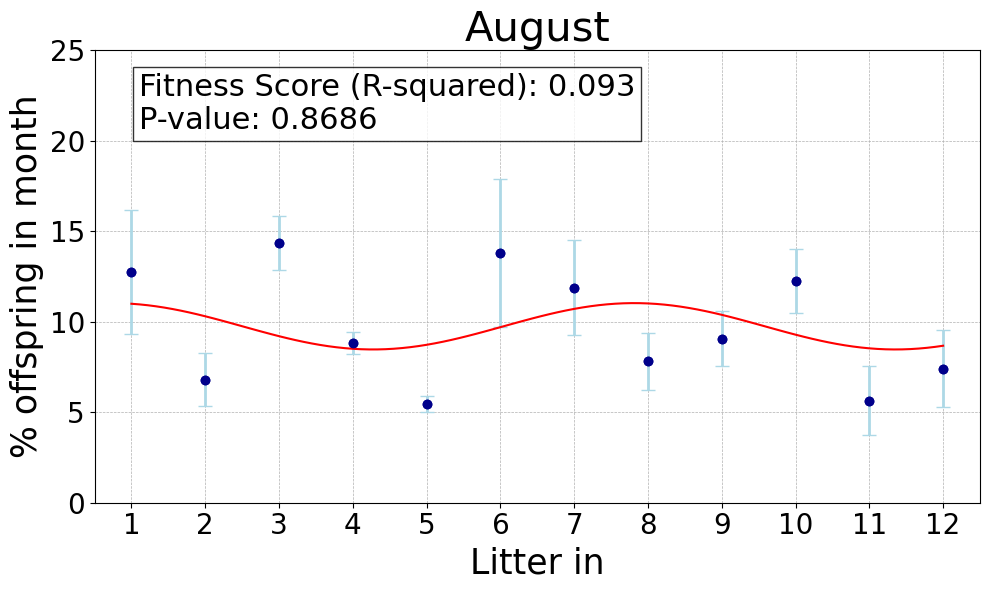 August
Fitness Score (R-squared): 0.093
P-value: 0.8686
% offspring in month
25
20
15
10
5
0
1 2 3 4 5 6 7 8 9 10 11 12
Litter in